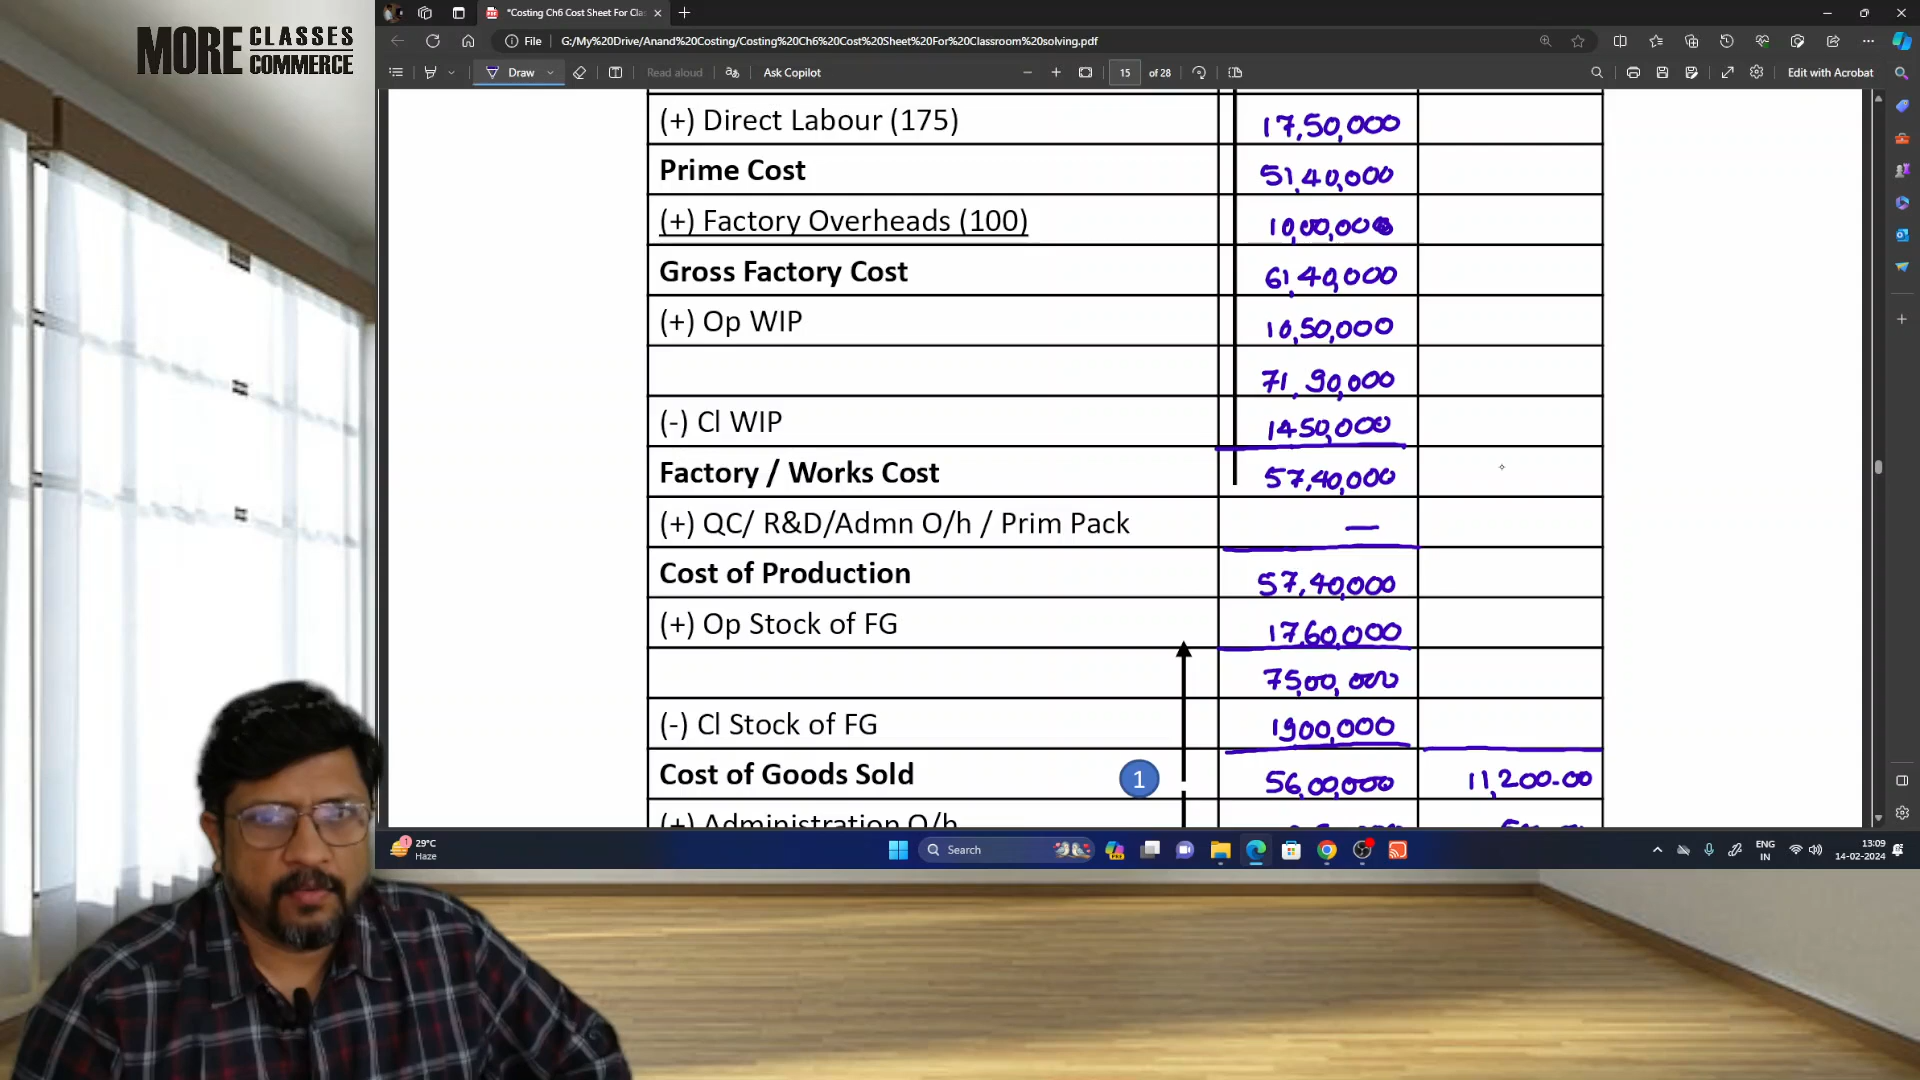 MORE CLASSES COMMERCE
*Costing Ch6 Cost Sheet For Cla
File G:/My%20Drive/Anand%20Costing/Costing%20Ch6%20Cost%20Sheet%20For%20Classroom%20solving.pdf
Draw Read aloud Ask Copilot 15 of 28 Edit with Acrobat
(+) Direct Labour (175) 17,50,000
Prime Cost 51,40,000
(+) Factory Overheads (100) 10,00,000
Gross Factory Cost 61,40,000
(+) Op WIP 10,50,000
71,90,000
(-) Cl WIP 1450,000
Factory / Works Cost 57,40,000
(+) QC/ R&D/Admn O/h / Prim Pack —
Cost of Production 57,40,000
(+) Op Stock of FG 17,60,000
75,00,000
(-) Cl Stock of FG 1900,000
Cost of Goods Sold 1 56,00,000 11,200-00
(+) Administration O/h
29°C
Haze
Search
ENG
IN
13:09
14-02-2024